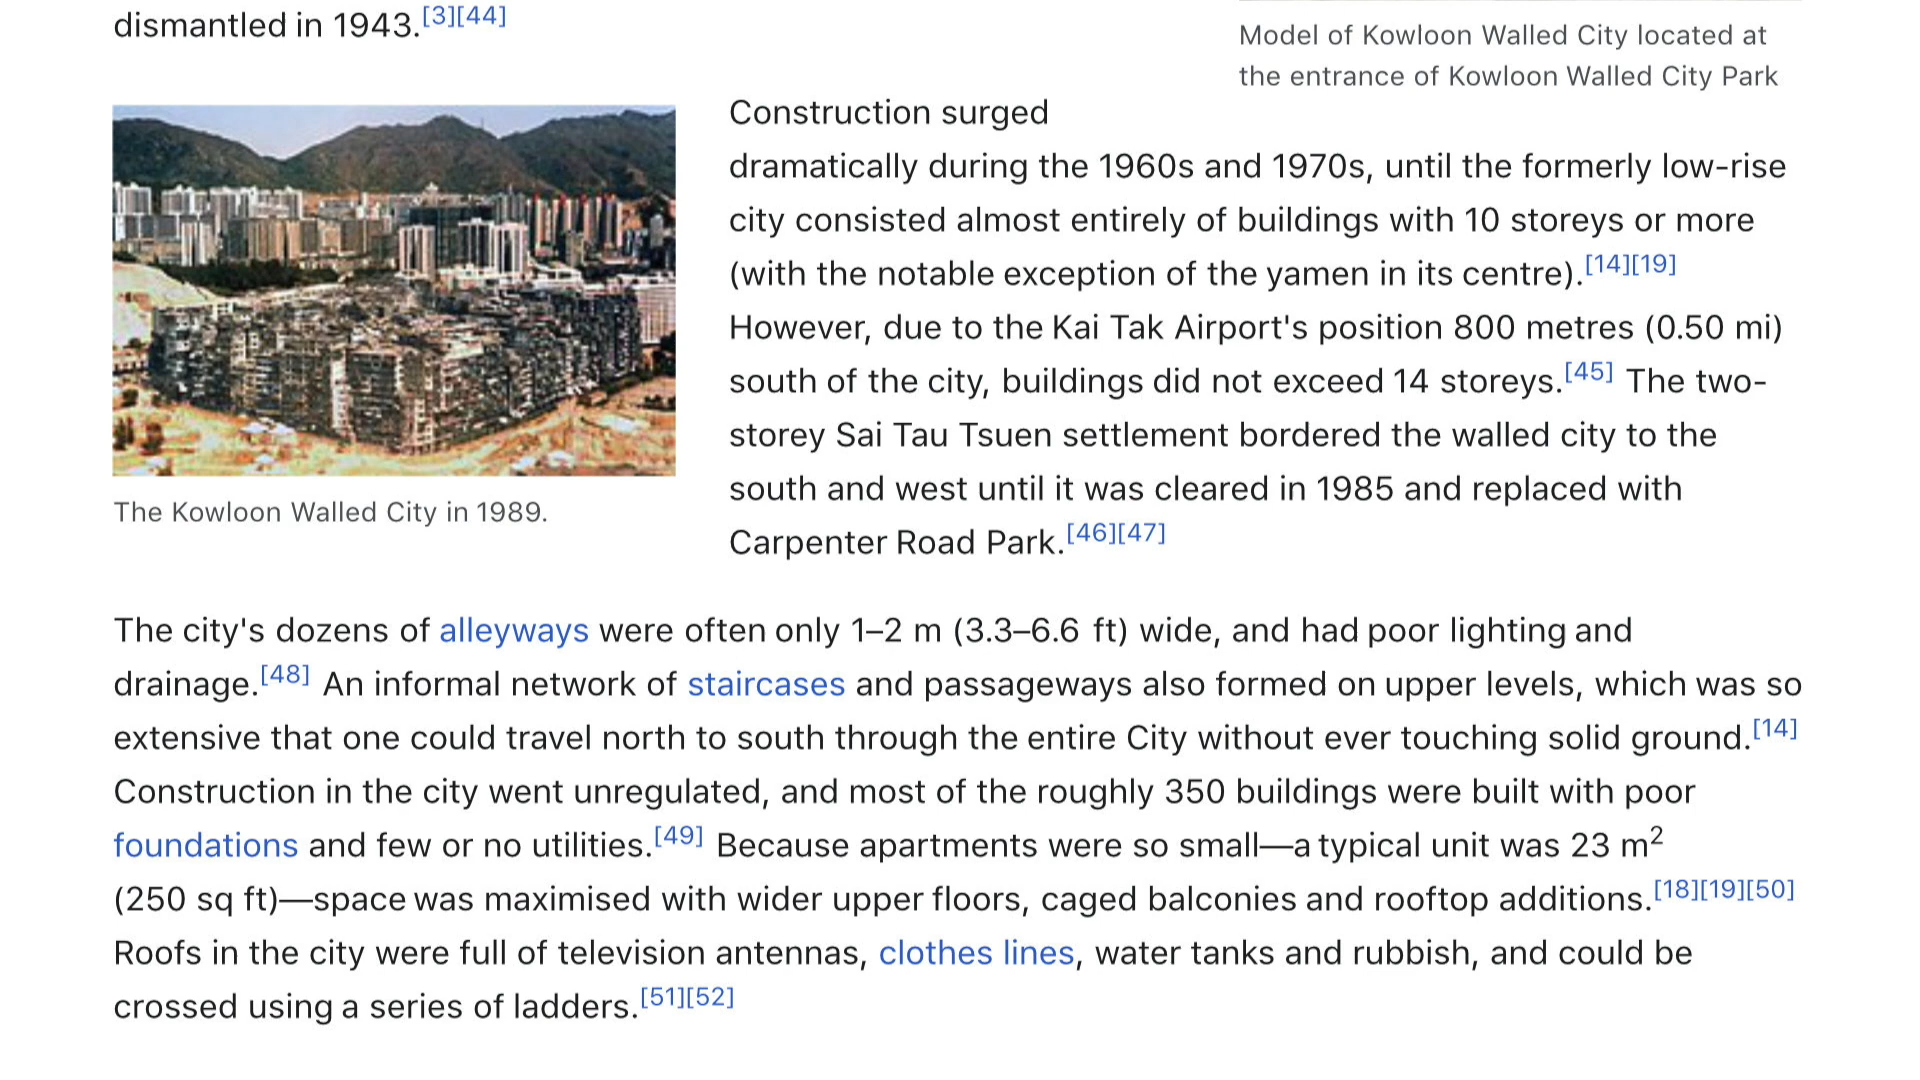 dismantled in 1943.[3][44]
Model of Kowloon Walled City located at
the entrance of Kowloon Walled City Park
Construction surged
dramatically during the 1960s and 1970s, until the formerly low-rise
city consisted almost entirely of buildings with 10 storeys or more
(with the notable exception of the yamen in its centre).[14][19]
However, due to the Kai Tak Airport's position 800 metres (0.50 mi)
south of the city, buildings did not exceed 14 storeys.[45] The two-
storey Sai Tau Tsuen settlement bordered the walled city to the
south and west until it was cleared in 1985 and replaced with
Carpenter Road Park.[46][47]
The Kowloon Walled City in 1989.
The city's dozens of alleyways were often only 1–2 m (3.3–6.6 ft) wide, and had poor lighting and
drainage.[48] An informal network of staircases and passageways also formed on upper levels, which was so
extensive that one could travel north to south through the entire City without ever touching solid ground.[14]
Construction in the city went unregulated, and most of the roughly 350 buildings were built with poor
foundations and few or no utilities.[49] Because apartments were so small—a typical unit was 23 m²
(250 sq ft)—space was maximised with wider upper floors, caged balconies and rooftop additions.[18][19][50]
Roofs in the city were full of television antennas, clothes lines, water tanks and rubbish, and could be
crossed using a series of ladders.[51][52]